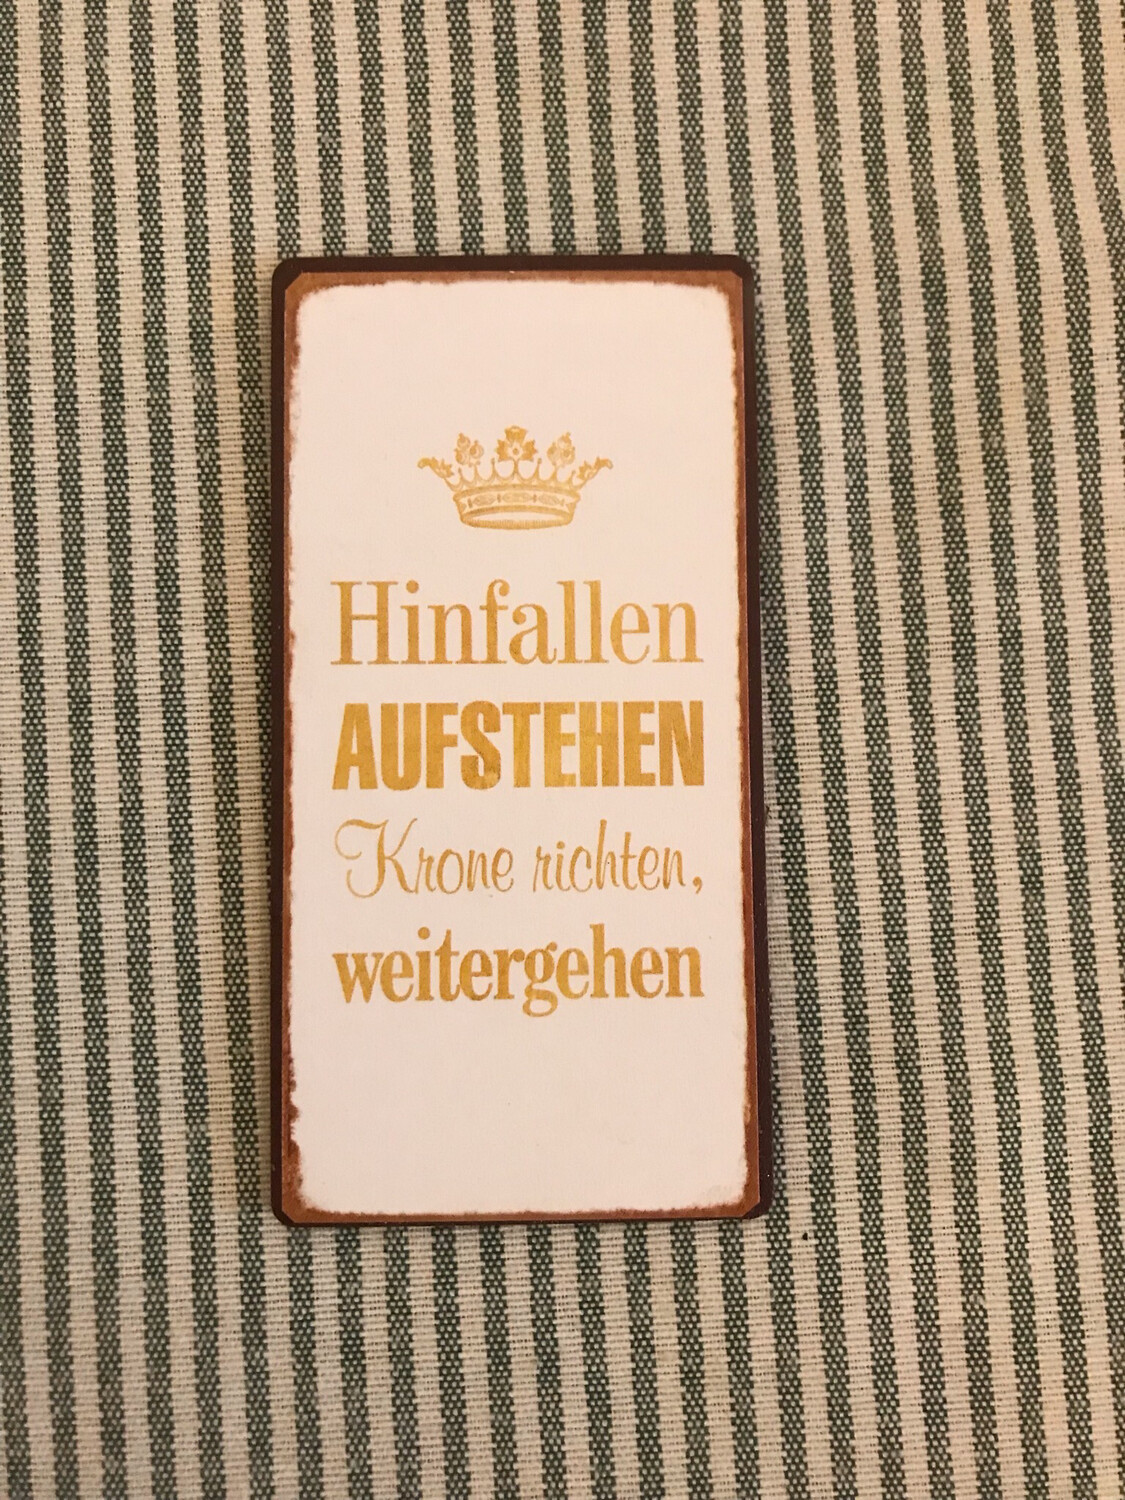 Hinfallen
AUFSTEHEN
Krone richten,
weitergehen